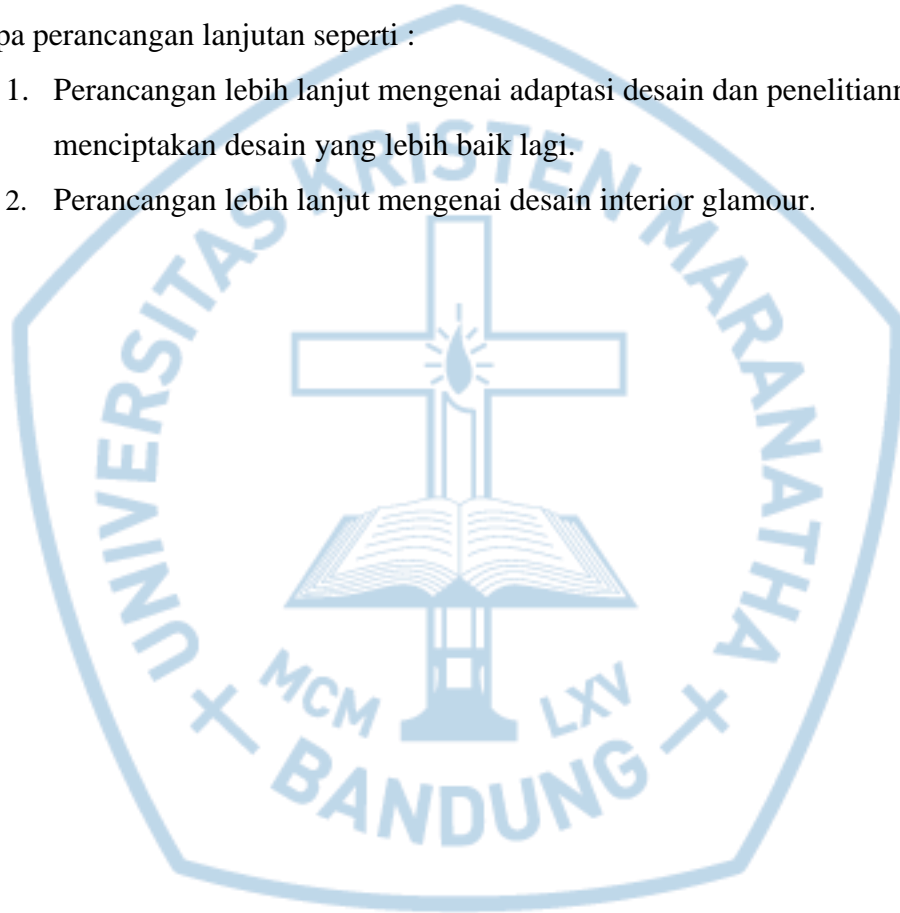 pa perancangan lanjutan seperti :
1. Perancangan lebih lanjut mengenai adaptasi desain dan penelitiann
menciptakan desain yang lebih baik lagi.
2. Perancangan lebih lanjut mengenai desain interior glamour.
UNIVERSITAS KRISTEN MARANATHA
MCM LXV
BANDUNG